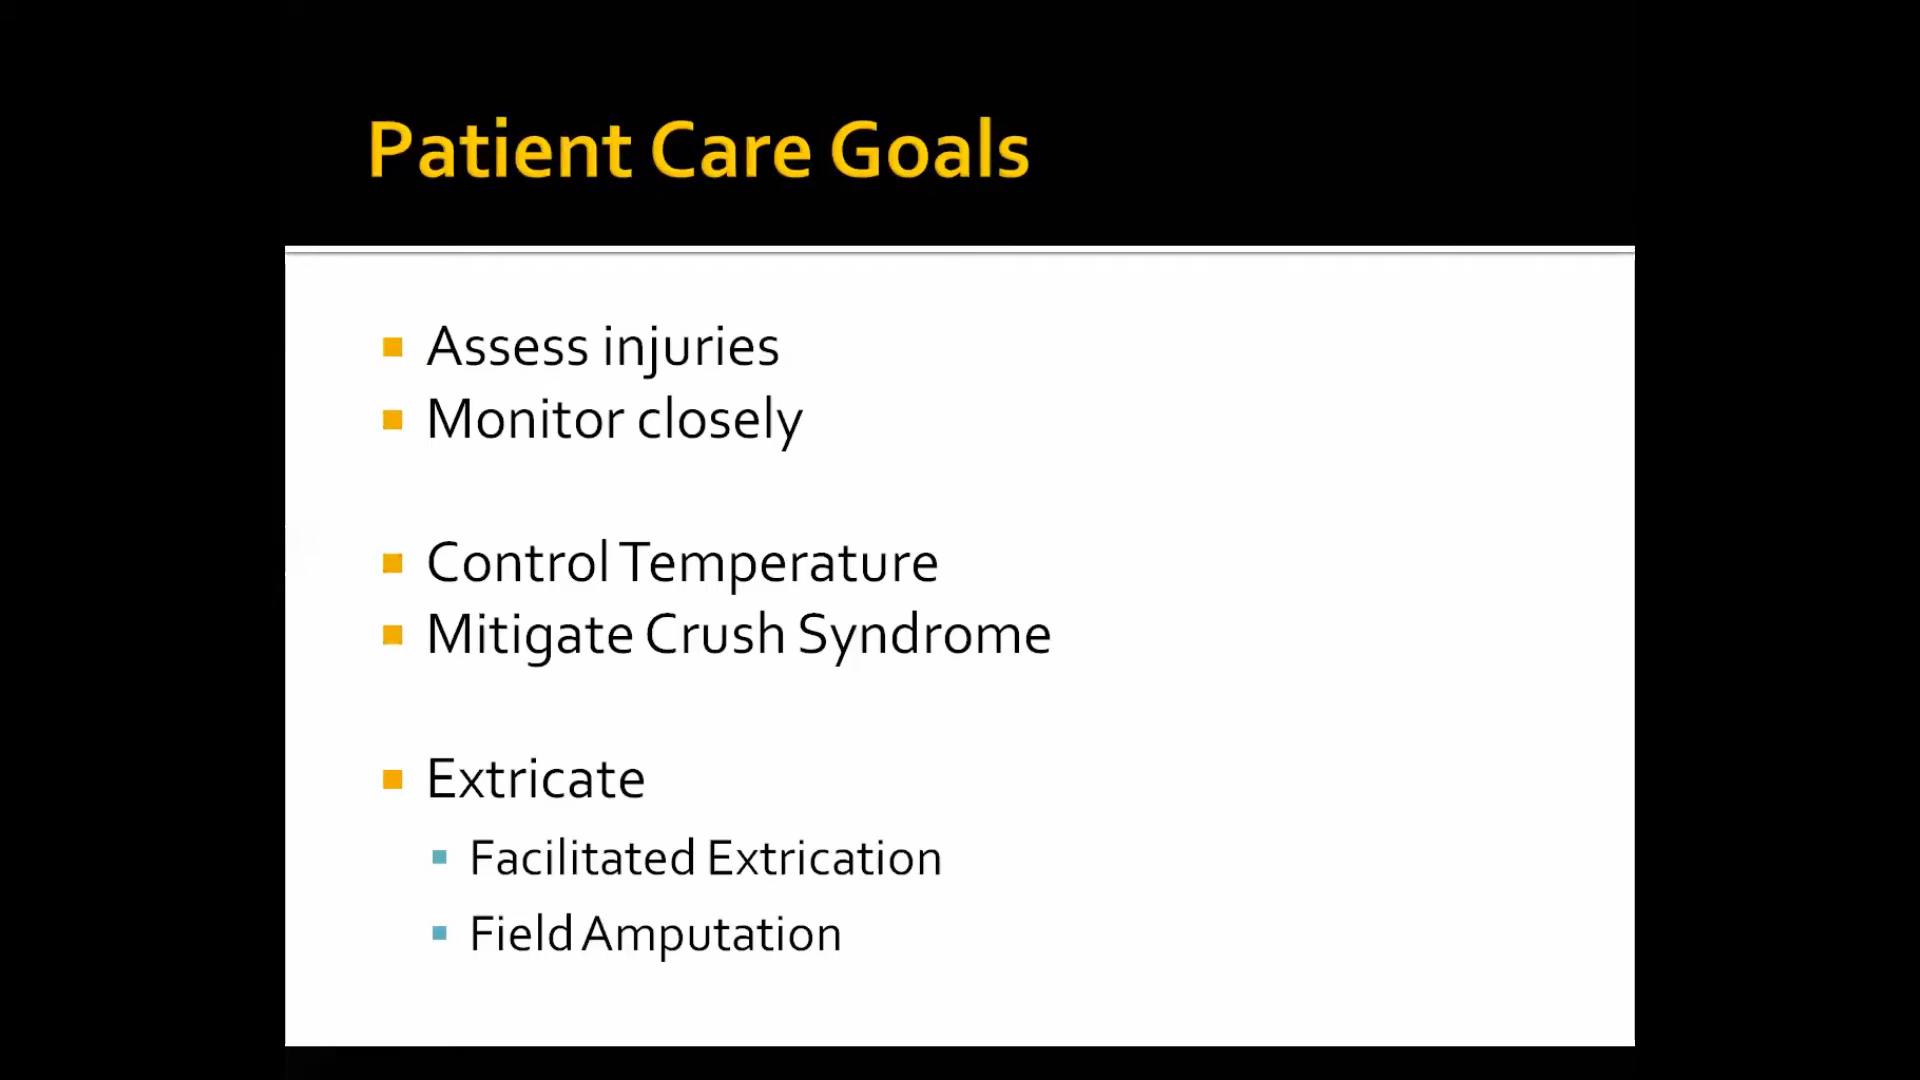 Patient Care Goals
Assess injuries
Monitor closely
Control Temperature
Mitigate Crush Syndrome
Extricate
Facilitated Extrication
Field Amputation